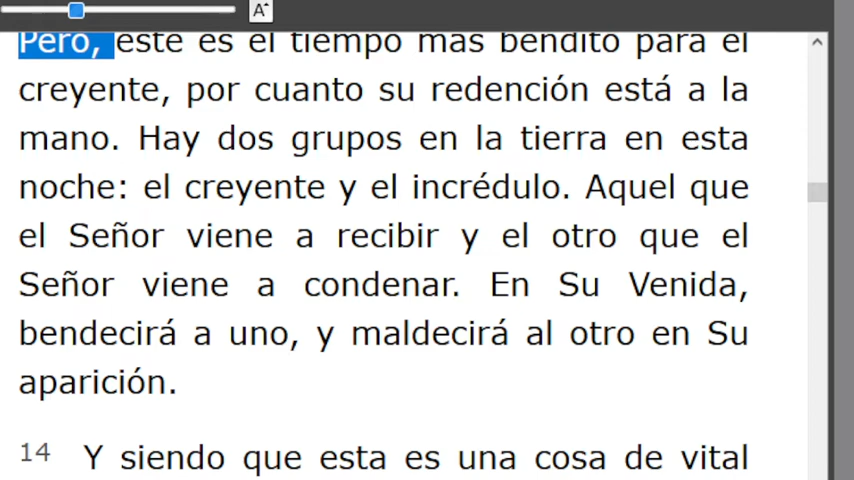 A
Pero, este es el tiempo más bendito para el
creyente, por cuanto su redención está a la
mano. Hay dos grupos en la tierra en esta
noche: el creyente y el incrédulo. Aquel que
el Señor viene a recibir y el otro que el
Señor viene a condenar. En Su Venida,
bendecirá a uno, y maldecirá al otro en Su
aparición.
14 Y siendo que esta es una cosa de vital